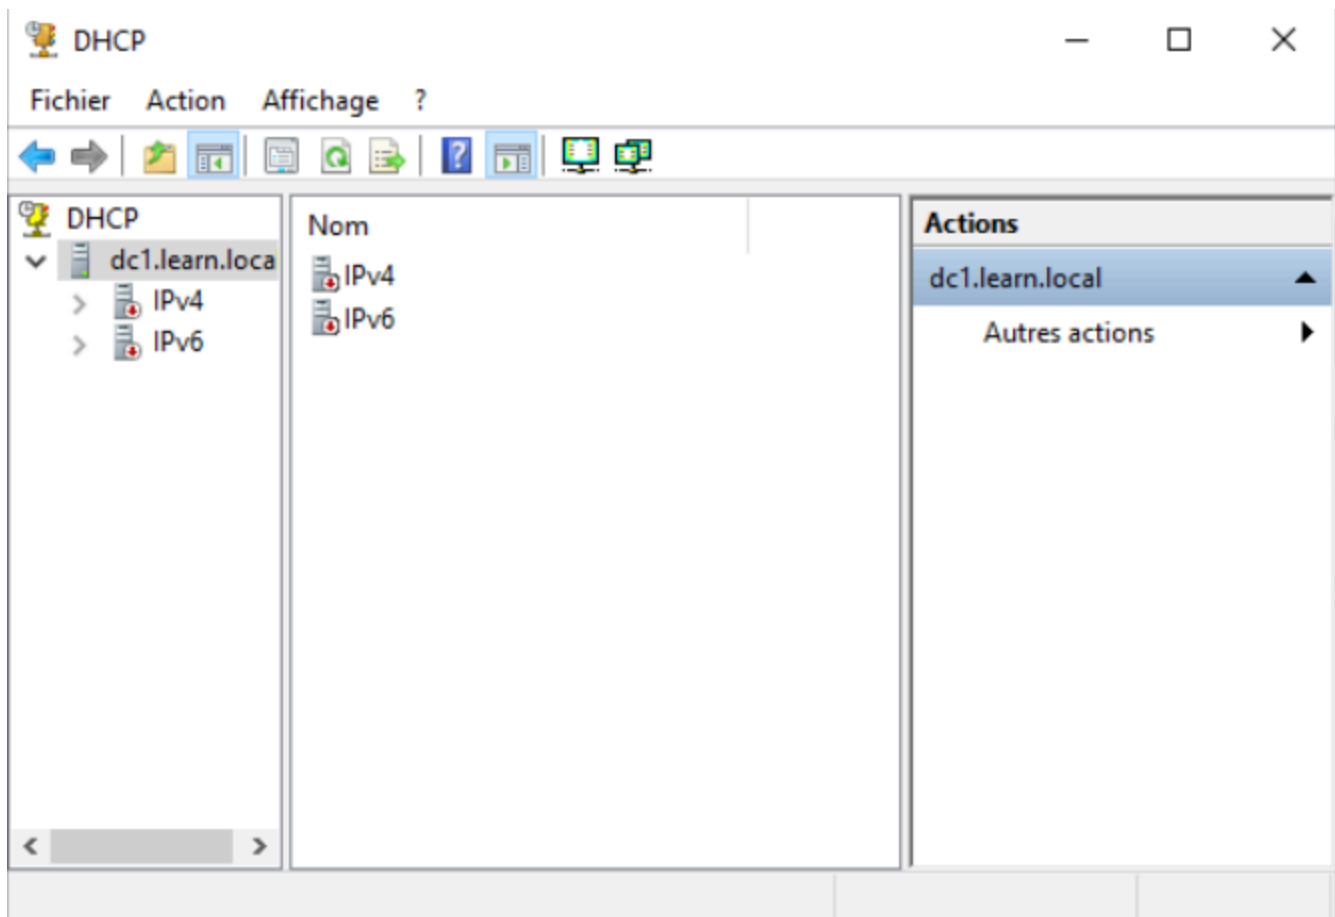 DHCP
Fichier Action Affichage ?
DHCP
dc1.learn.loca
IPv4
IPv6
Nom
IPv4
IPv6
Actions
dc1.learn.local
Autres actions